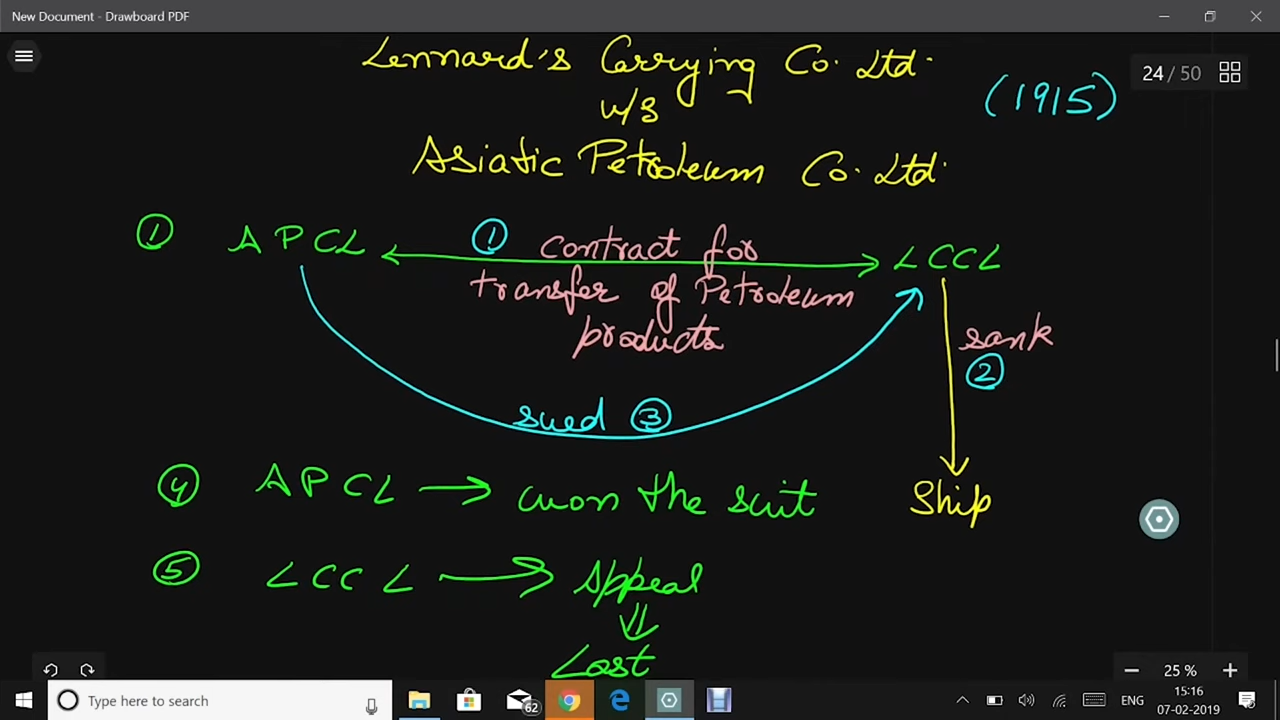 New Document - Drawboard PDF
Lennard's Carrying Co. Ltd.
v/s
(1915)
24 / 50
Asiatic Petroleum Co. Ltd.
① APCL ① contract for LCCL
transfer of Petroleum
products
sank
②
sued ③
④ APCL → won the suit
Ship
⑤ LCCL → Appeal
⇓
Lost
25 %
Type here to search
62
ENG
15:16
07-02-2019